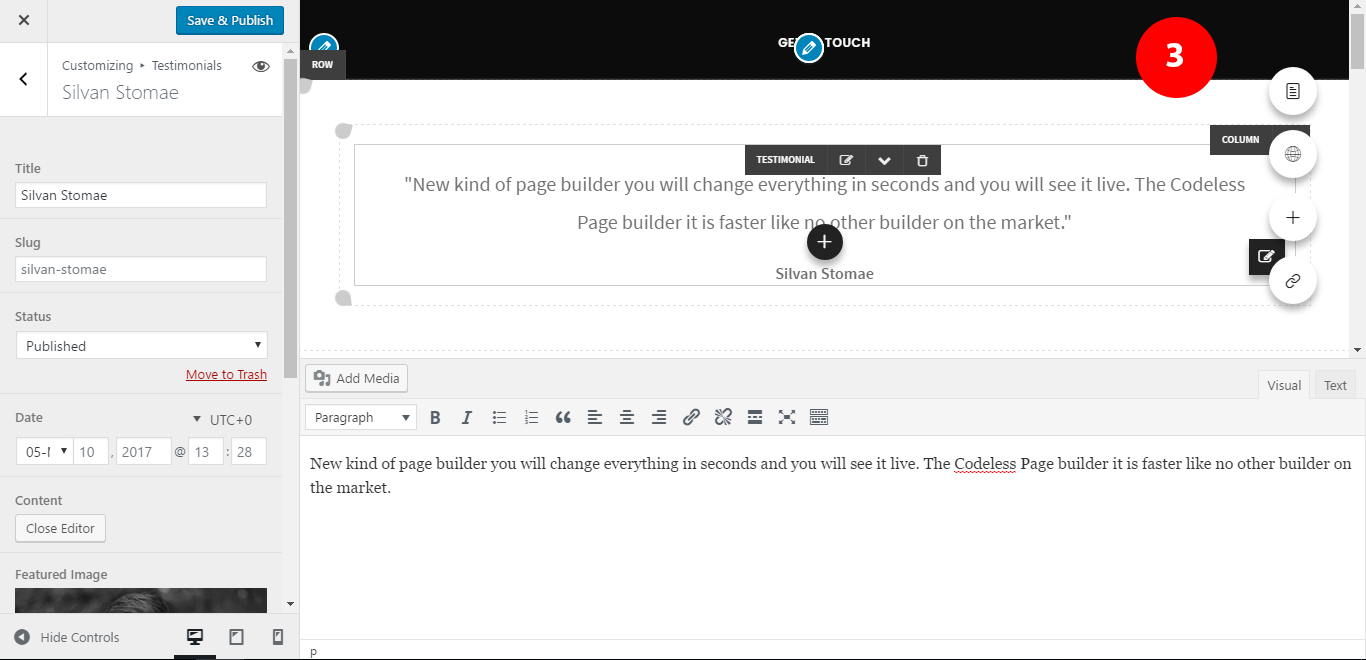 Save & Publish
Customizing ▸ Testimonials
Silvan Stomae
Title
Silvan Stomae
Slug
silvan-stomae
Status
Published
Move to Trash
Date
UTC+0
10 , 2017 @ 13 : 28
Content
Close Editor
Featured Image
Hide Controls
TOUCH
ROW
3
COLUMN
TESTIMONIAL
"New kind of page builder you will change everything in seconds and you will see it live. The Codeless
Page builder it is faster like no other builder on the market."
Silvan Stomae
Add Media
Visual Text
Paragraph
New kind of page builder you will change everything in seconds and you will see it live. The Codeless Page builder it is faster like no other builder on
the market.
p